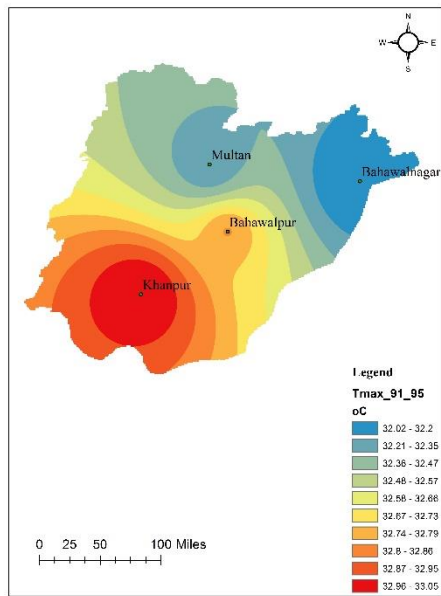 N
W E
S
Multan
Bahawalnagar
Bahawalpur
Khanpur
Legend
Tmax_91_95
oC
32.02 - 32.2
32.21 - 32.35
32.36 - 32.47
32.48 - 32.57
32.58 - 32.66
32.67 - 32.73
32.74 - 32.79
32.8 - 32.86
32.87 - 32.95
32.96 - 33.05
0 25 50 100 Miles